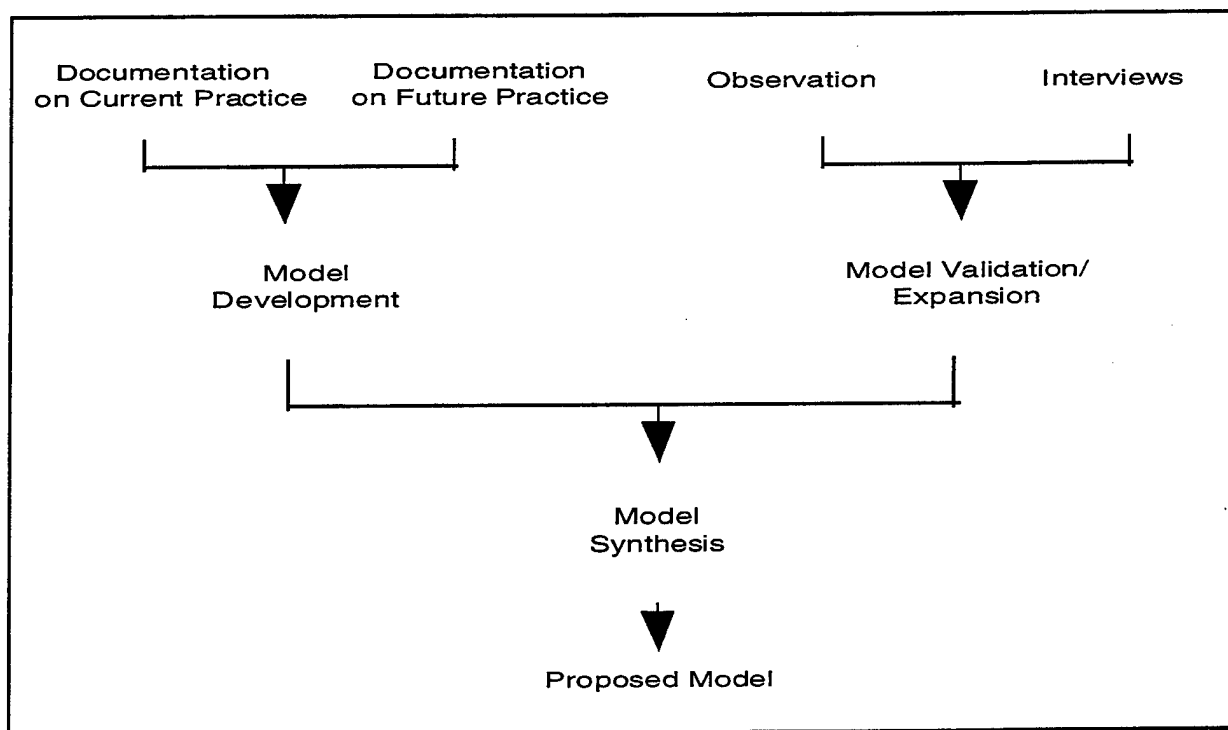 Documentation
on Current Practice
Documentation
on Future Practice
Observation
Interviews
Model
Development
Model Validation/
Expansion
Model
Synthesis
Proposed Model